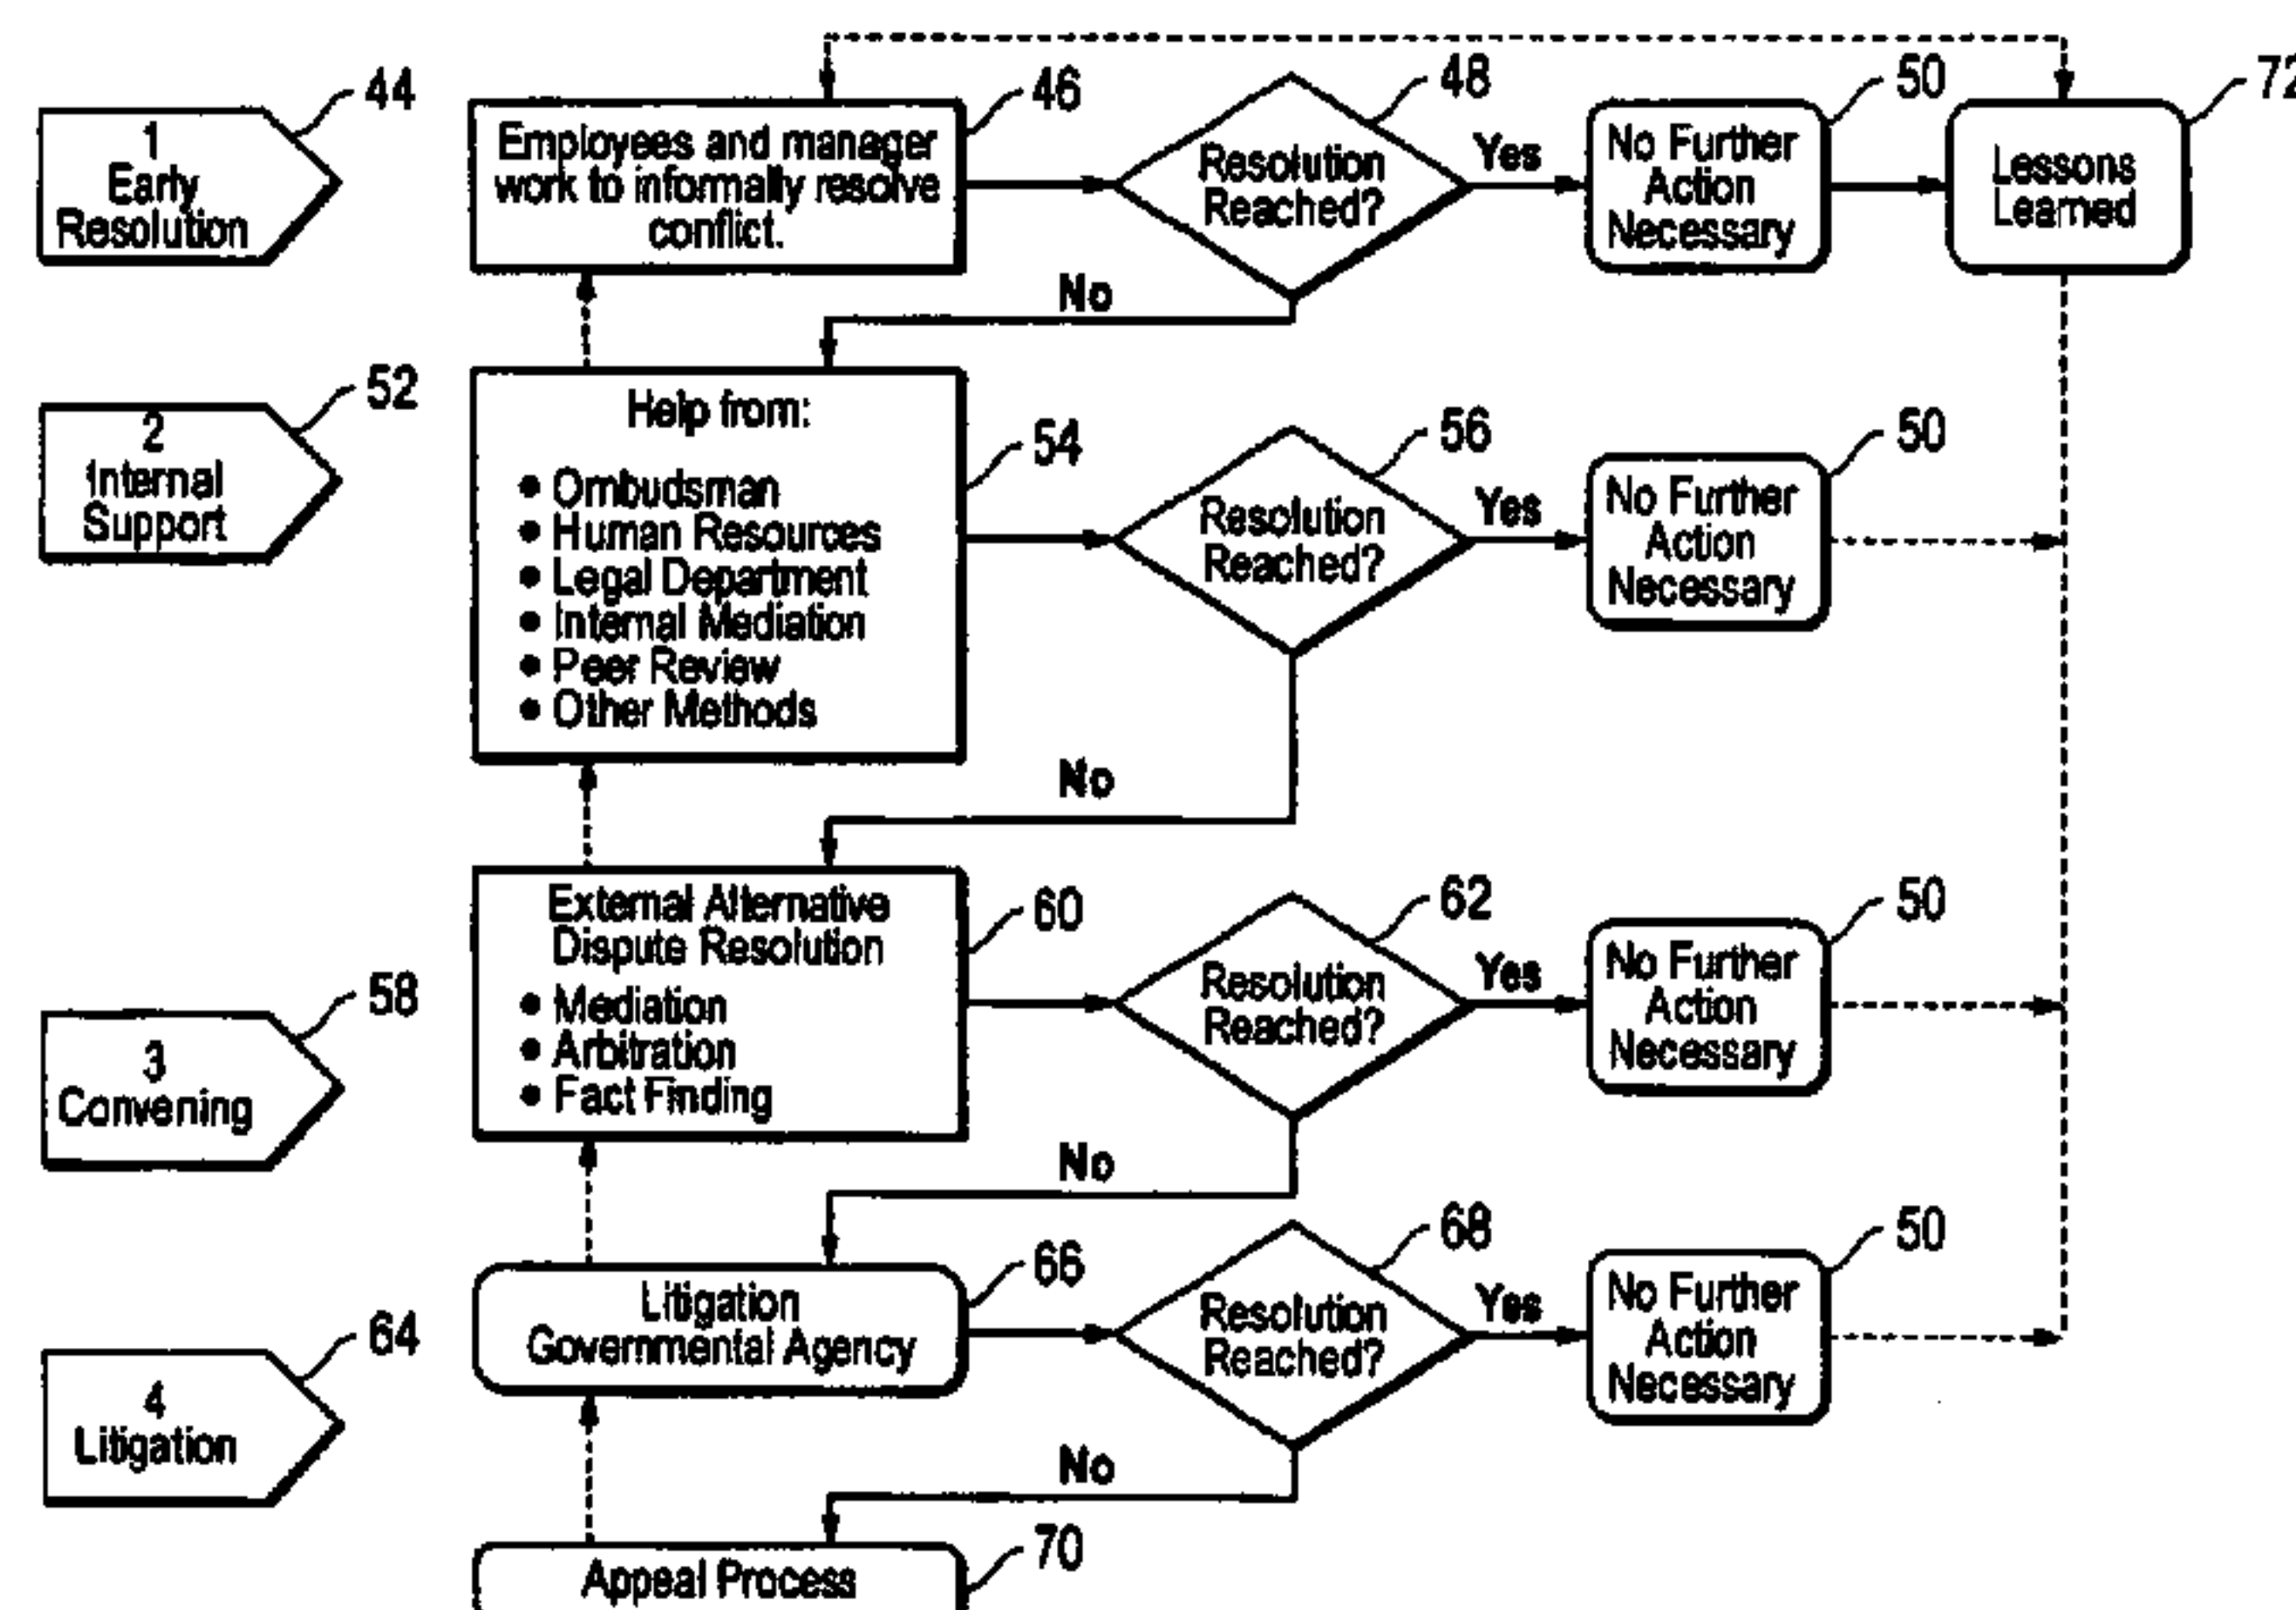 44
1
Early
Resolution
46
Employees and manager
work to informally resolve
conflict.
48
Resolution
Reached?
Yes
50
No Further
Action
Necessary
72
Lessons
Learned
No
52
2
Internal
Support
54
Help from:
• Ombudsman
• Human Resources
• Legal Department
• Internal Mediation
• Peer Review
• Other Methods
56
Resolution
Reached?
Yes
50
No Further
Action
Necessary
No
58
3
Convening
60
External Alternative
Dispute Resolution
• Mediation
• Arbitration
• Fact Finding
62
Resolution
Reached?
Yes
50
No Further
Action
Necessary
No
64
4
Litigation
66
Litigation
Governmental Agency
68
Resolution
Reached?
Yes
50
No Further
Action
Necessary
No
70
Appeal Process